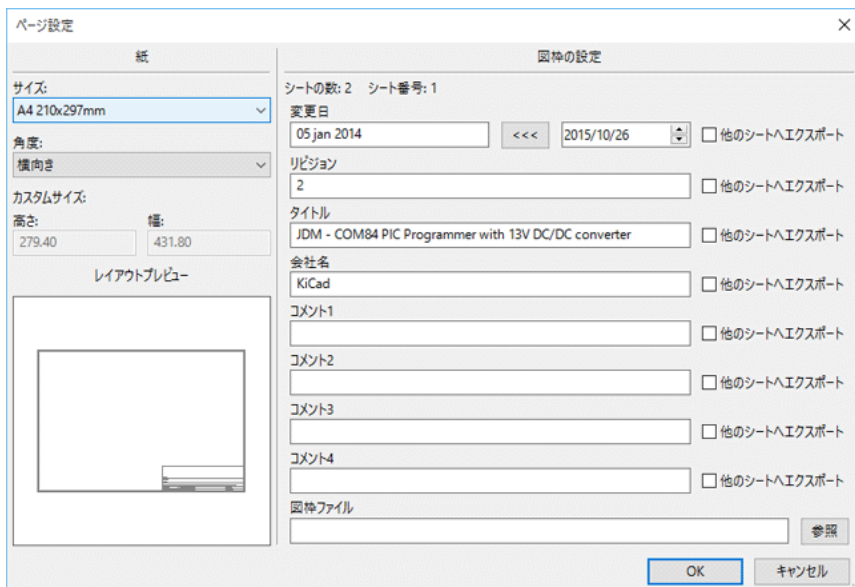 ページ設定
紙
サイズ:
A4 210x297mm
角度:
横向き
カスタムサイズ:
高さ: 幅:
279.40 431.80
レイアウトプレビュー
図枠の設定
シートの数: 2 シート番号: 1
変更日
05 jan 2014 <<< 2015/10/26 他のシートへエクスポート
リビジョン
2 他のシートへエクスポート
タイトル
JDM - COM84 PIC Programmer with 13V DC/DC converter 他のシートへエクスポート
会社名
KiCad 他のシートへエクスポート
コメント1
他のシートへエクスポート
コメント2
他のシートへエクスポート
コメント3
他のシートへエクスポート
コメント4
他のシートへエクスポート
図枠ファイル
参照
OK キャンセル